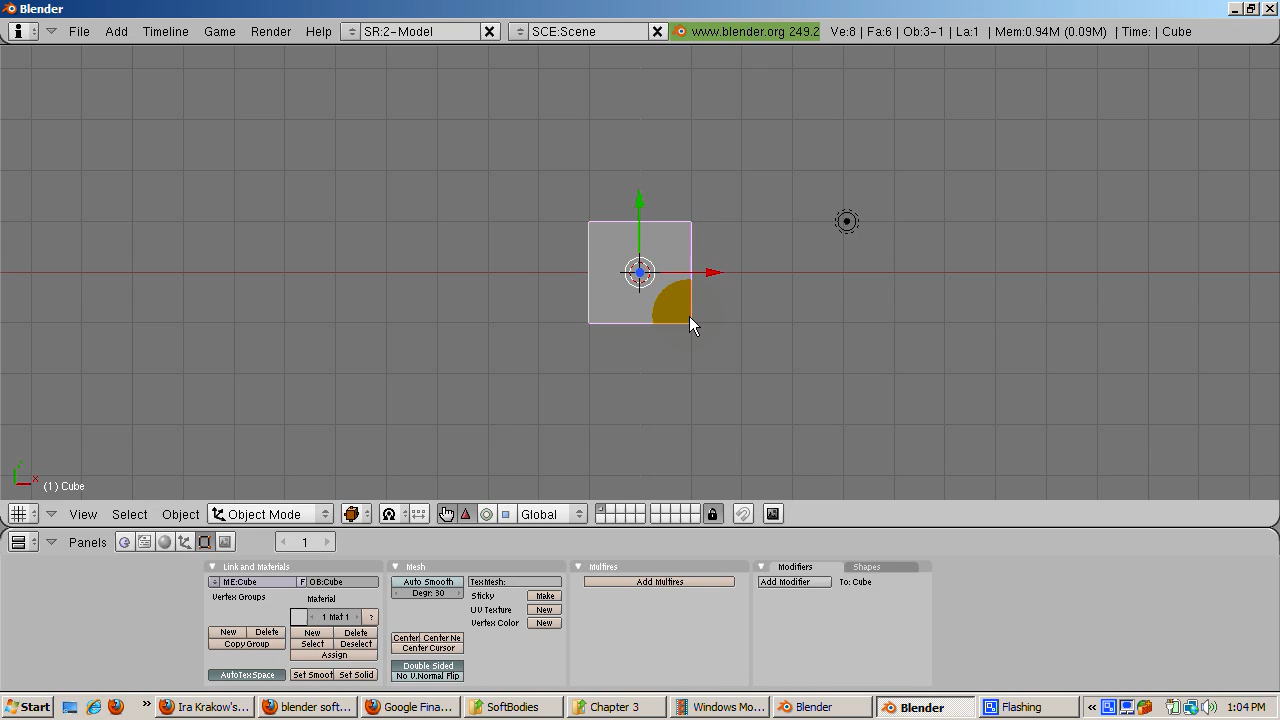 Blender
File Add Timeline Game Render Help SR:2-Model SCE:Scene www.blender.org 249.2 Ve:8 | Fa:6 | Ob:3-1 | La:1 | Mem:0.94M (0.09M) | Time: | Cube
(1) Cube
View Select Object Object Mode Global
Panels 1
Link and Materials Mesh Multires Modifiers Shapes
ME:Cube F OB:Cube Auto Smooth TexMesh: Add Multires Add Modifier To: Cube
Vertex Groups Material Degr: 30 Sticky Make
1 Mat 1 ? UV Texture New
Vertex Color New
New Delete New Delete
Copy Group Select Deselect Center Center Ne
Assign Center Cursor
AutoTexSpace Set Smoot Set Solid Double Sided
No V.Normal Flip
Start » Ira Krakow's... blender soft... Google Fina... SoftBodies Chapter 3 Windows Mo... Blender Blender Flashing « 1:04 PM